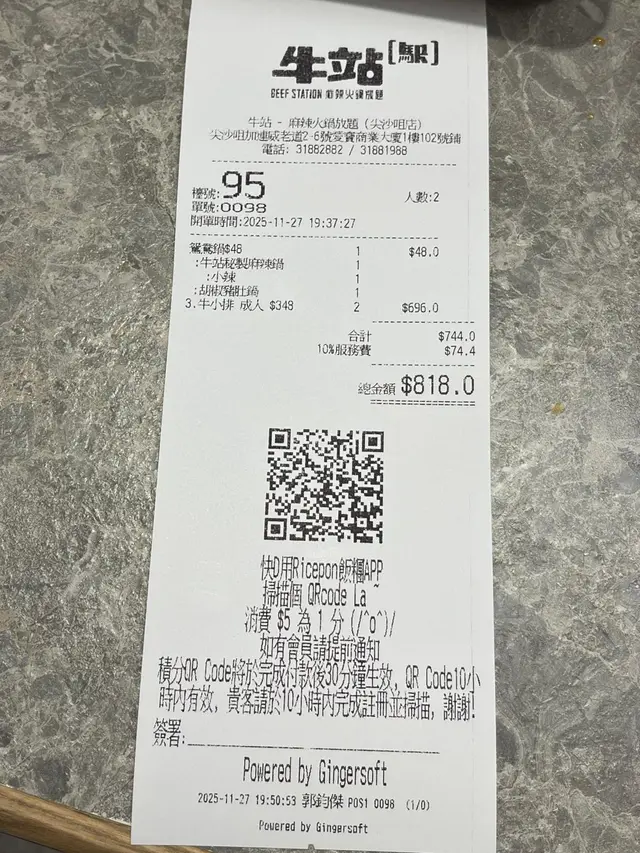 牛站[駅]
BEEF STATION 麻辣火鍋放題
牛站 - 麻辣火鍋放題 (尖沙咀店)
尖沙咀加連威老道2-6號愛賓商業大廈1樓102號鋪
電話: 31882882 / 31881988
檯號:95 人數:2
單號:0098
開單時間:2025-11-27 19:37:27
鴛鴦鍋$48 1 $48.0
:牛站秘製麻辣鍋 1
:小辣 1
:胡椒豬肚鍋 1
3.牛小排 成人 $348 2 $696.0
合計 $744.0
10%服務費 $74.4
總金額 $818.0
快D用Ricepon飯糰APP
掃描個 QRcode La ~
消費 $5 為 1 分 (/^o^)/
如有會員請提前通知
積分QR Code將於完成付款後30分鐘生效, QR Code10小
時內有效, 貴客請於10小時內完成註冊並掃描, 謝謝!
簽署:
Powered by Gingersoft
2025-11-27 19:50:53 郭鈞傑 POS1 0098 (1/0)
Powered by Gingersoft